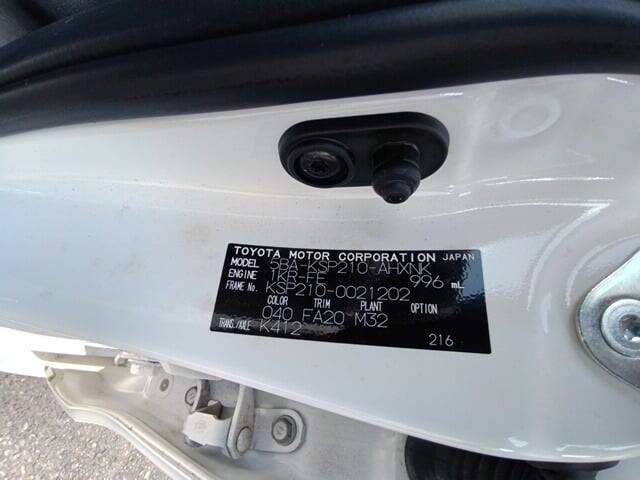 TOYOTA MOTOR CORPORATION JAPAN
MODEL 5BA-KSP210-AHXNK
ENGINE 1KR-FE 996 mL
FRAME No. KSP210-0021202
COLOR TRIM PLANT OPTION
040 FA20 M32
TRANS./AXLE K412
216